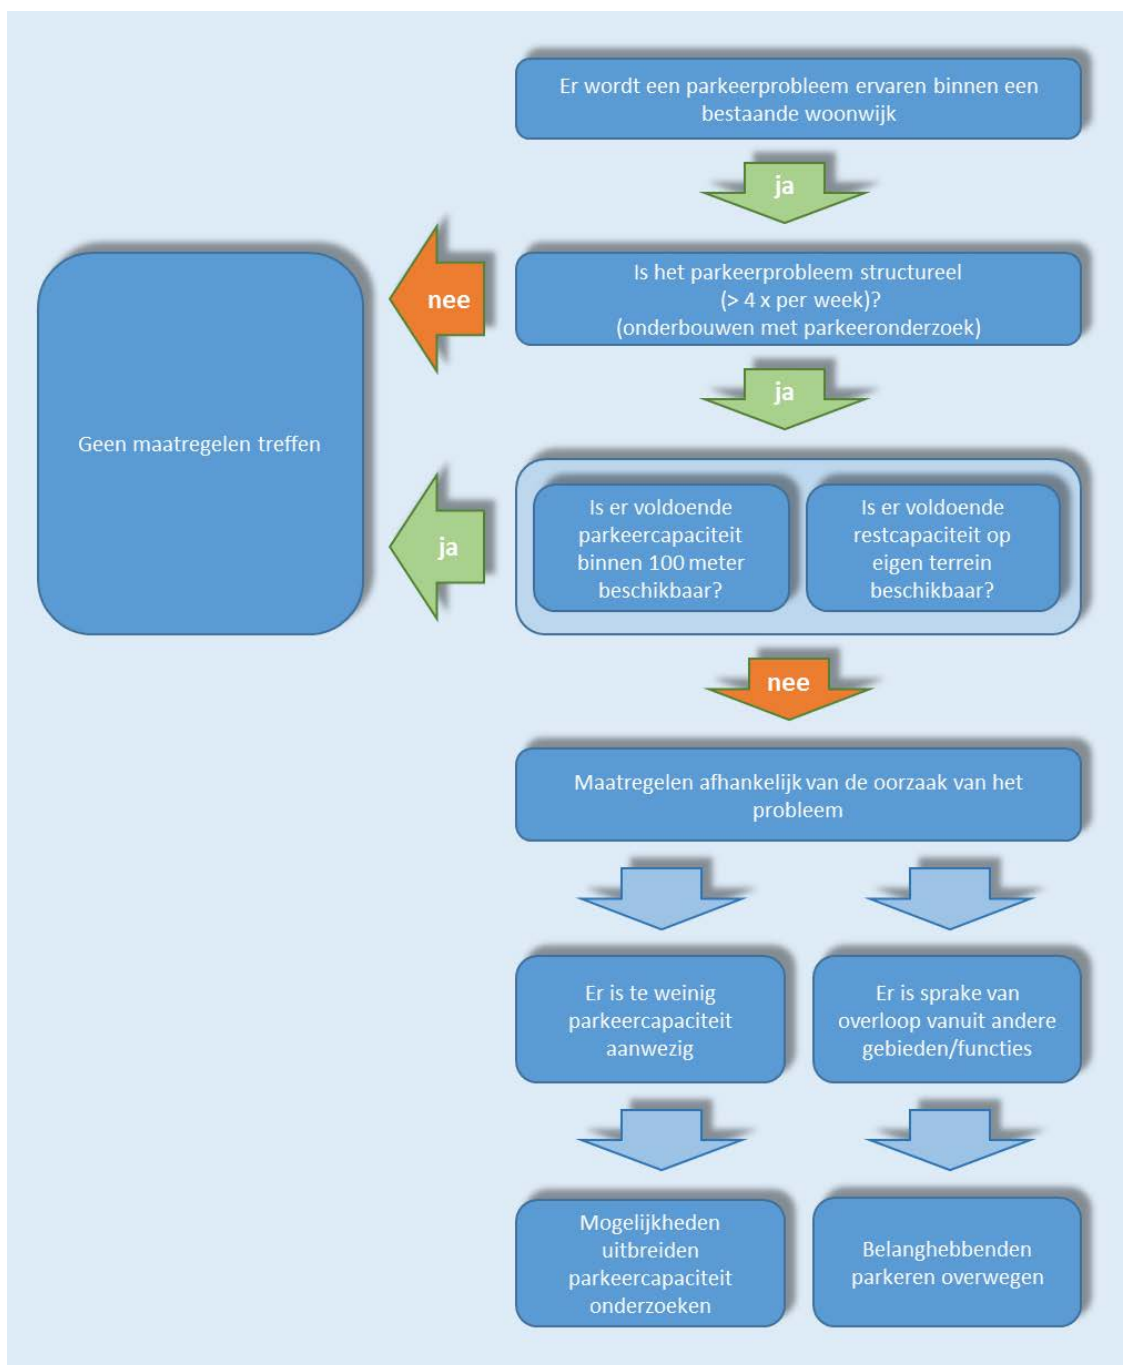 Er wordt een parkeerprobleem ervaren binnen een
bestaande woonwijk
ja
Is het parkeerprobleem structureel
(> 4 x per week)?
(onderbouwen met parkeeronderzoek)
nee
ja
Geen maatregelen treffen
ja
Is er voldoende
parkeercapaciteit
binnen 100 meter
beschikbaar?
Is er voldoende
restcapaciteit op
eigen terrein
beschikbaar?
nee
Maatregelen afhankelijk van de oorzaak van het
probleem
Er is te weinig
parkeercapaciteit
aanwezig
Er is sprake van
overloop vanuit andere
gebieden/functies
Mogelijkheden
uitbreiden
parkeercapaciteit
onderzoeken
Belanghebbenden
parkeren overwegen